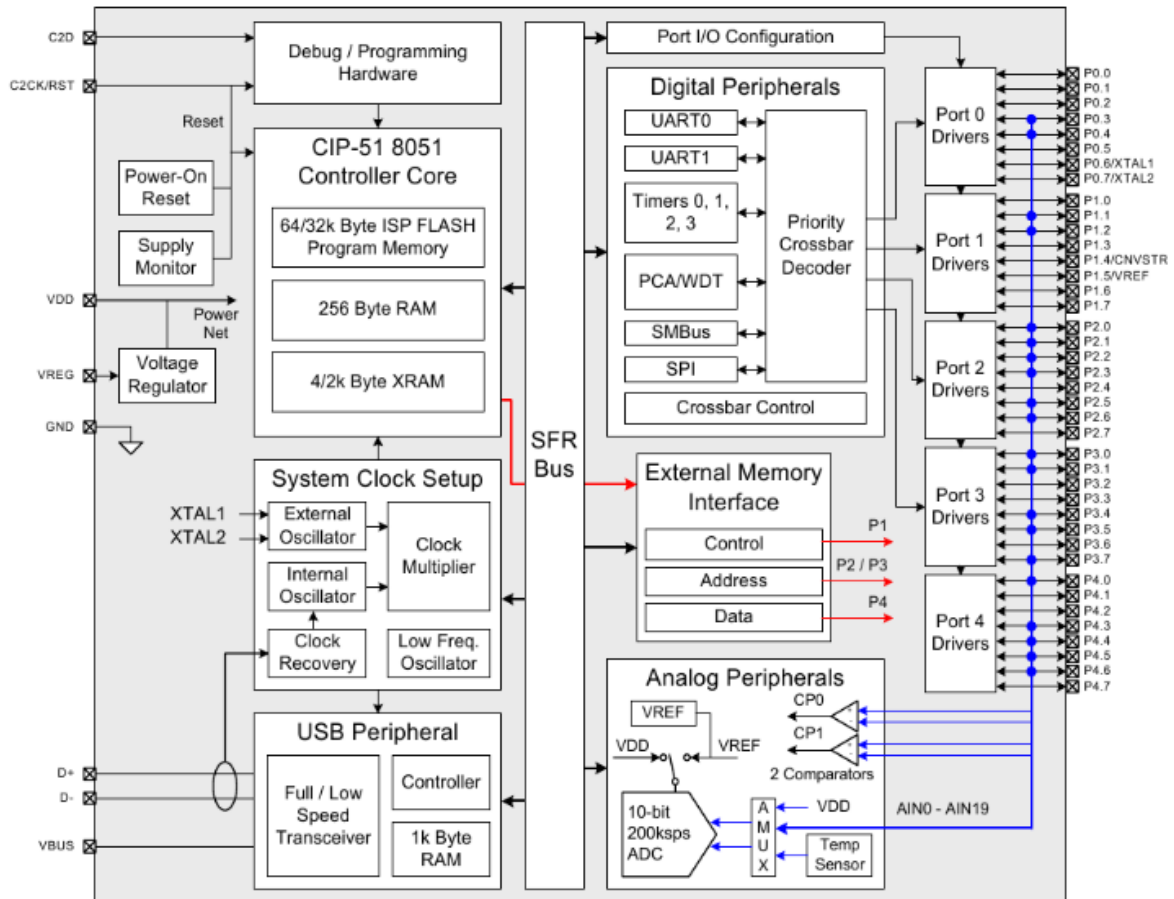 C2D
C2CK/RST
VDD
VREG
GND
D+
D-
VBUS
Debug / Programming
Hardware
Reset
Power-On
Reset
Supply
Monitor
Power
Net
Voltage
Regulator
CIP-51 8051
Controller Core
64/32k Byte ISP FLASH
Program Memory
256 Byte RAM
4/2k Byte XRAM
System Clock Setup
XTAL1
XTAL2
External
Oscillator
Internal
Oscillator
Clock
Recovery
Clock
Multiplier
Low Freq.
Oscillator
USB Peripheral
Full / Low
Speed
Transceiver
Controller
1k Byte
RAM
SFR
Bus
Port I/O Configuration
Digital Peripherals
UART0
UART1
Timers 0, 1,
2, 3
PCA/WDT
SMBus
SPI
Priority
Crossbar
Decoder
Crossbar Control
External Memory
Interface
Control
Address
Data
P1
P2 / P3
P4
Analog Peripherals
VREF
VDD
VREF
CP0
CP1
+
-
+
-
2 Comparators
10-bit
200ksps
ADC
A
M
U
X
VDD
Temp
Sensor
AIN0 - AIN19
Port 0
Drivers
Port 1
Drivers
Port 2
Drivers
Port 3
Drivers
Port 4
Drivers
P0.0
P0.1
P0.2
P0.3
P0.4
P0.5
P0.6/XTAL1
P0.7/XTAL2
P1.0
P1.1
P1.2
P1.3
P1.4/CNVSTR
P1.5/VREF
P1.6
P1.7
P2.0
P2.1
P2.2
P2.3
P2.4
P2.5
P2.6
P2.7
P3.0
P3.1
P3.2
P3.3
P3.4
P3.5
P3.6
P3.7
P4.0
P4.1
P4.2
P4.3
P4.4
P4.5
P4.6
P4.7